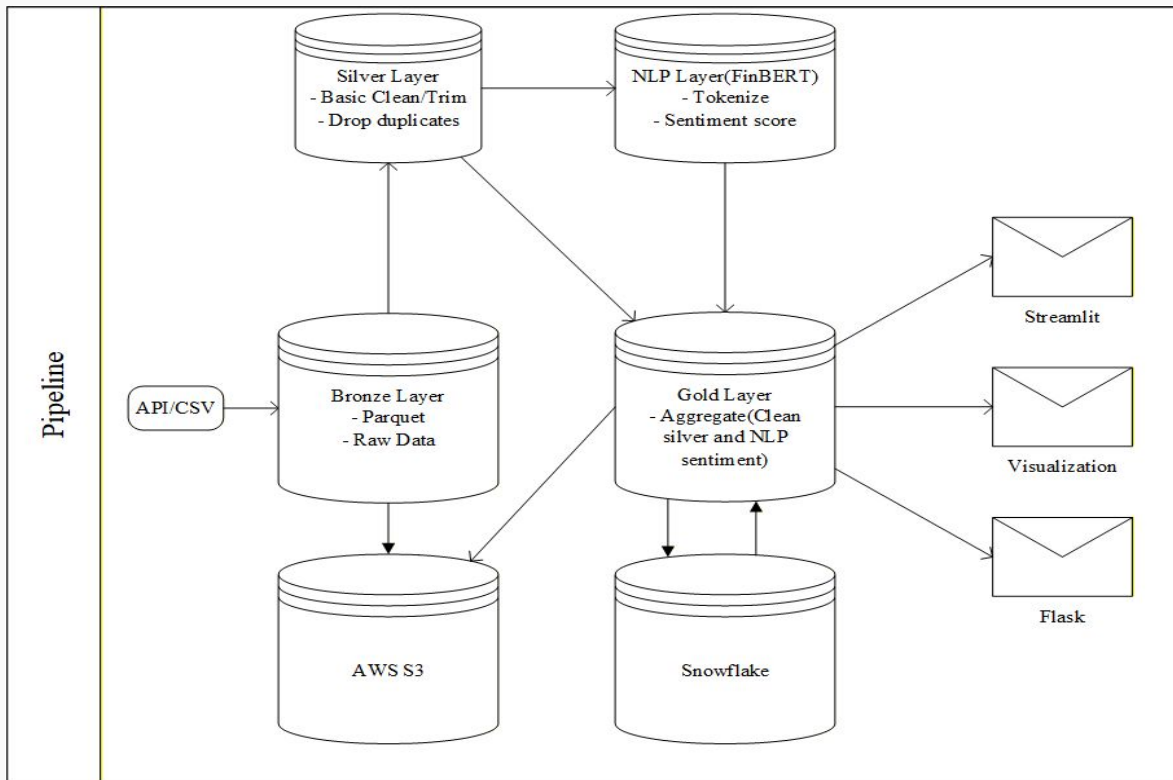 Pipeline
Silver Layer
- Basic Clean/Trim
- Drop duplicates
NLP Layer(FinBERT)
- Tokenize
- Sentiment score
API/CSV
Bronze Layer
- Parquet
- Raw Data
Gold Layer
- Aggregate(Clean
silver and NLP
sentiment)
Streamlit
Visualization
Flask
AWS S3
Snowflake